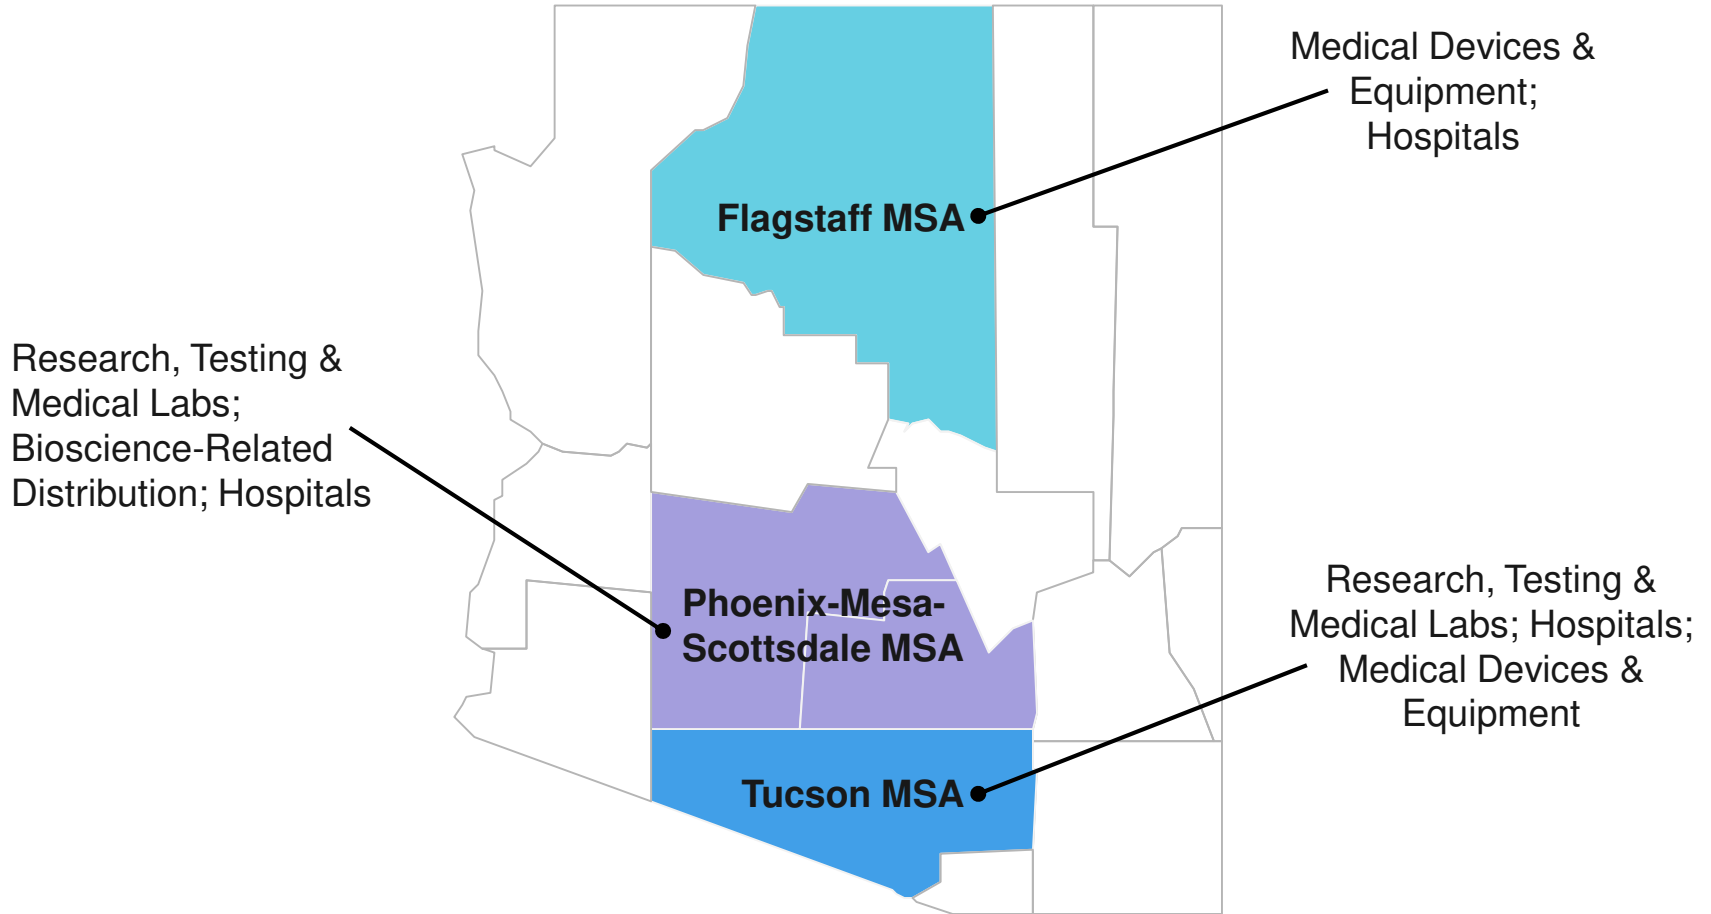 Medical Devices &
Equipment;
Hospitals
Flagstaff MSA
Research, Testing &
Medical Labs;
Bioscience-Related
Distribution; Hospitals
Phoenix-Mesa-
Scottsdale MSA
Research, Testing &
Medical Labs; Hospitals;
Medical Devices &
Equipment
Tucson MSA